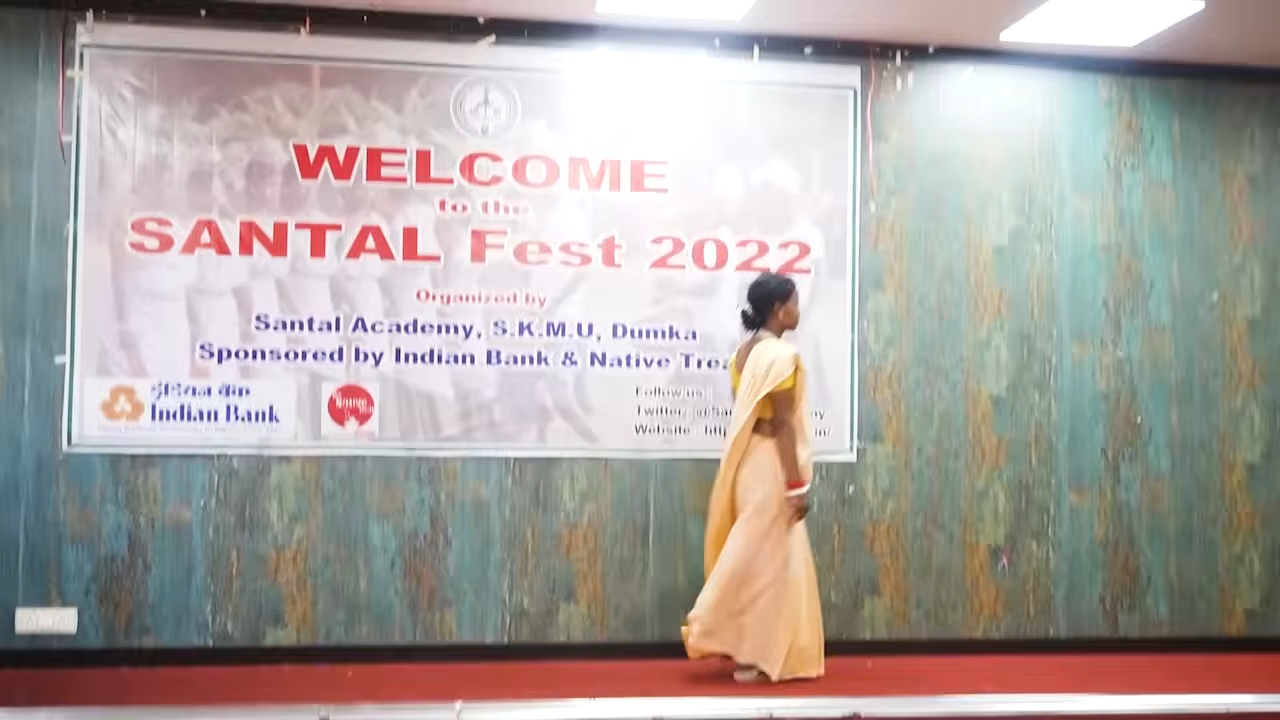 WELCOME
to the
SANTAL Fest 2022
Organized by
Santal Academy, S.K.M.U, Dumka
Sponsored by Indian Bank & Native
Indian Bank
Follow us :
Twitter :
Website :